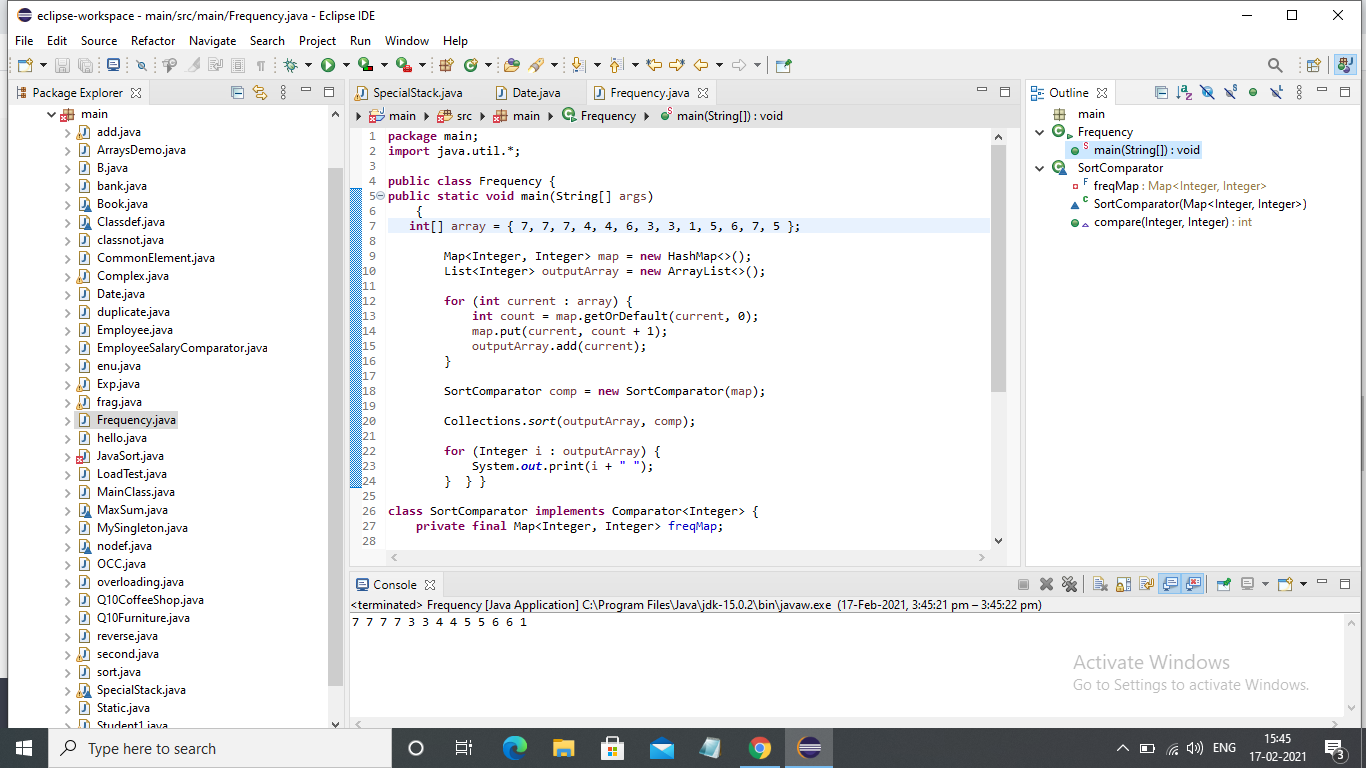 eclipse-workspace - main/src/main/Frequency.java - Eclipse IDE
File Edit Source Refactor Navigate Search Project Run Window Help
Package Explorer
main
add.java
ArraysDemo.java
B.java
bank.java
Book.java
Classdef.java
classnot.java
CommonElement.java
Complex.java
Date.java
duplicate.java
Employee.java
EmployeeSalaryComparator.java
enu.java
Exp.java
frag.java
Frequency.java
hello.java
JavaSort.java
LoadTest.java
MainClass.java
MaxSum.java
MySingleton.java
nodef.java
OCC.java
overloading.java
Q10CoffeeShop.java
Q10Furniture.java
reverse.java
second.java
sort.java
SpecialStack.java
Static.java
Student1.java
SpecialStack.java Date.java Frequency.java
main src main Frequency main(String[]) : void
1 package main;
2 import java.util.*;
3
4 public class Frequency {
5 public static void main(String[] args)
6 {
7 int[] array = { 7, 7, 7, 4, 4, 6, 3, 3, 1, 5, 6, 7, 5 };
8
9 Map<Integer, Integer> map = new HashMap<>();
10 List<Integer> outputArray = new ArrayList<>();
11
12 for (int current : array) {
13 int count = map.getOrDefault(current, 0);
14 map.put(current, count + 1);
15 outputArray.add(current);
16 }
17
18 SortComparator comp = new SortComparator(map);
19
20 Collections.sort(outputArray, comp);
21
22 for (Integer i : outputArray) {
23 System.out.print(i + " ");
24 } } }
25
26 class SortComparator implements Comparator<Integer> {
27 private final Map<Integer, Integer> freqMap;
28
Outline
main
Frequency
main(String[]) : void
SortComparator
freqMap : Map<Integer, Integer>
SortComparator(Map<Integer, Integer>)
compare(Integer, Integer) : int
Console
<terminated> Frequency [Java Application] C:\Program Files\Java\jdk-15.0.2\bin\javaw.exe (17-Feb-2021, 3:45:21 pm – 3:45:22 pm)
7 7 7 7 3 3 4 4 5 5 6 6 1
Activate Windows
Go to Settings to activate Windows.
Type here to search
ENG
15:45
17-02-2021
3